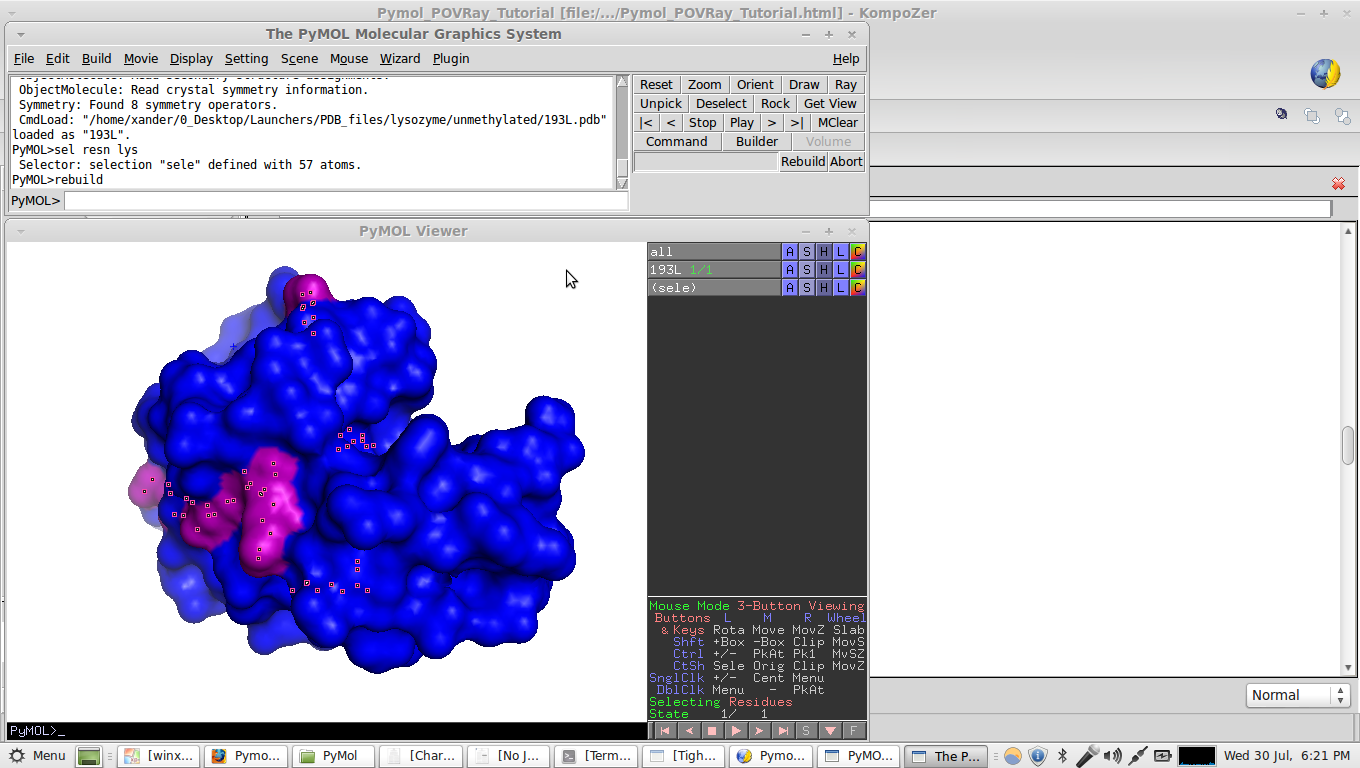 Pymol_POVRay_Tutorial [file:/.../Pymol_POVRay_Tutorial.html] - KompoZer
The PyMOL Molecular Graphics System
File Edit Build Movie Display Setting Scene Mouse Wizard Plugin Help
ObjectMolecule: Read secondary structure assignments.
ObjectMolecule: Read crystal symmetry information.
Symmetry: Found 8 symmetry operators.
CmdLoad: "/home/xander/0_Desktop/Launchers/PDB_files/lysozyme/unmethylated/193L.pdb"
loaded as "193L".
PyMOL>sel resn lys
Selector: selection "sele" defined with 57 atoms.
PyMOL>rebuild
PyMOL>
Reset Zoom Orient Draw Ray
Unpick Deselect Rock Get View
|< < Stop Play > >| MClear
Command Builder Volume
Rebuild Abort
PyMOL Viewer
all A S H L C
193L 1/1 A S H L C
(sele) A S H L C
Mouse Mode 3-Button Viewing
Buttons L M R Wheel
& Keys Rota Move MovZ Slab
Shft +Box -Box Clip MovS
Ctrl +/- PkAt Pk1 MvSZ
CtSh Sele Orig Clip MovZ
SnglClk +/- Cent Menu
DblClk Menu - PkAt
Selecting Residues
State 1/ 1
S F
PyMOL>_
Normal
Menu [winx... Pymo... PyMol [Char... [No J... [Term... [Tigh... Pymo... PyMO... The P... Wed 30 Jul, 6:21 PM